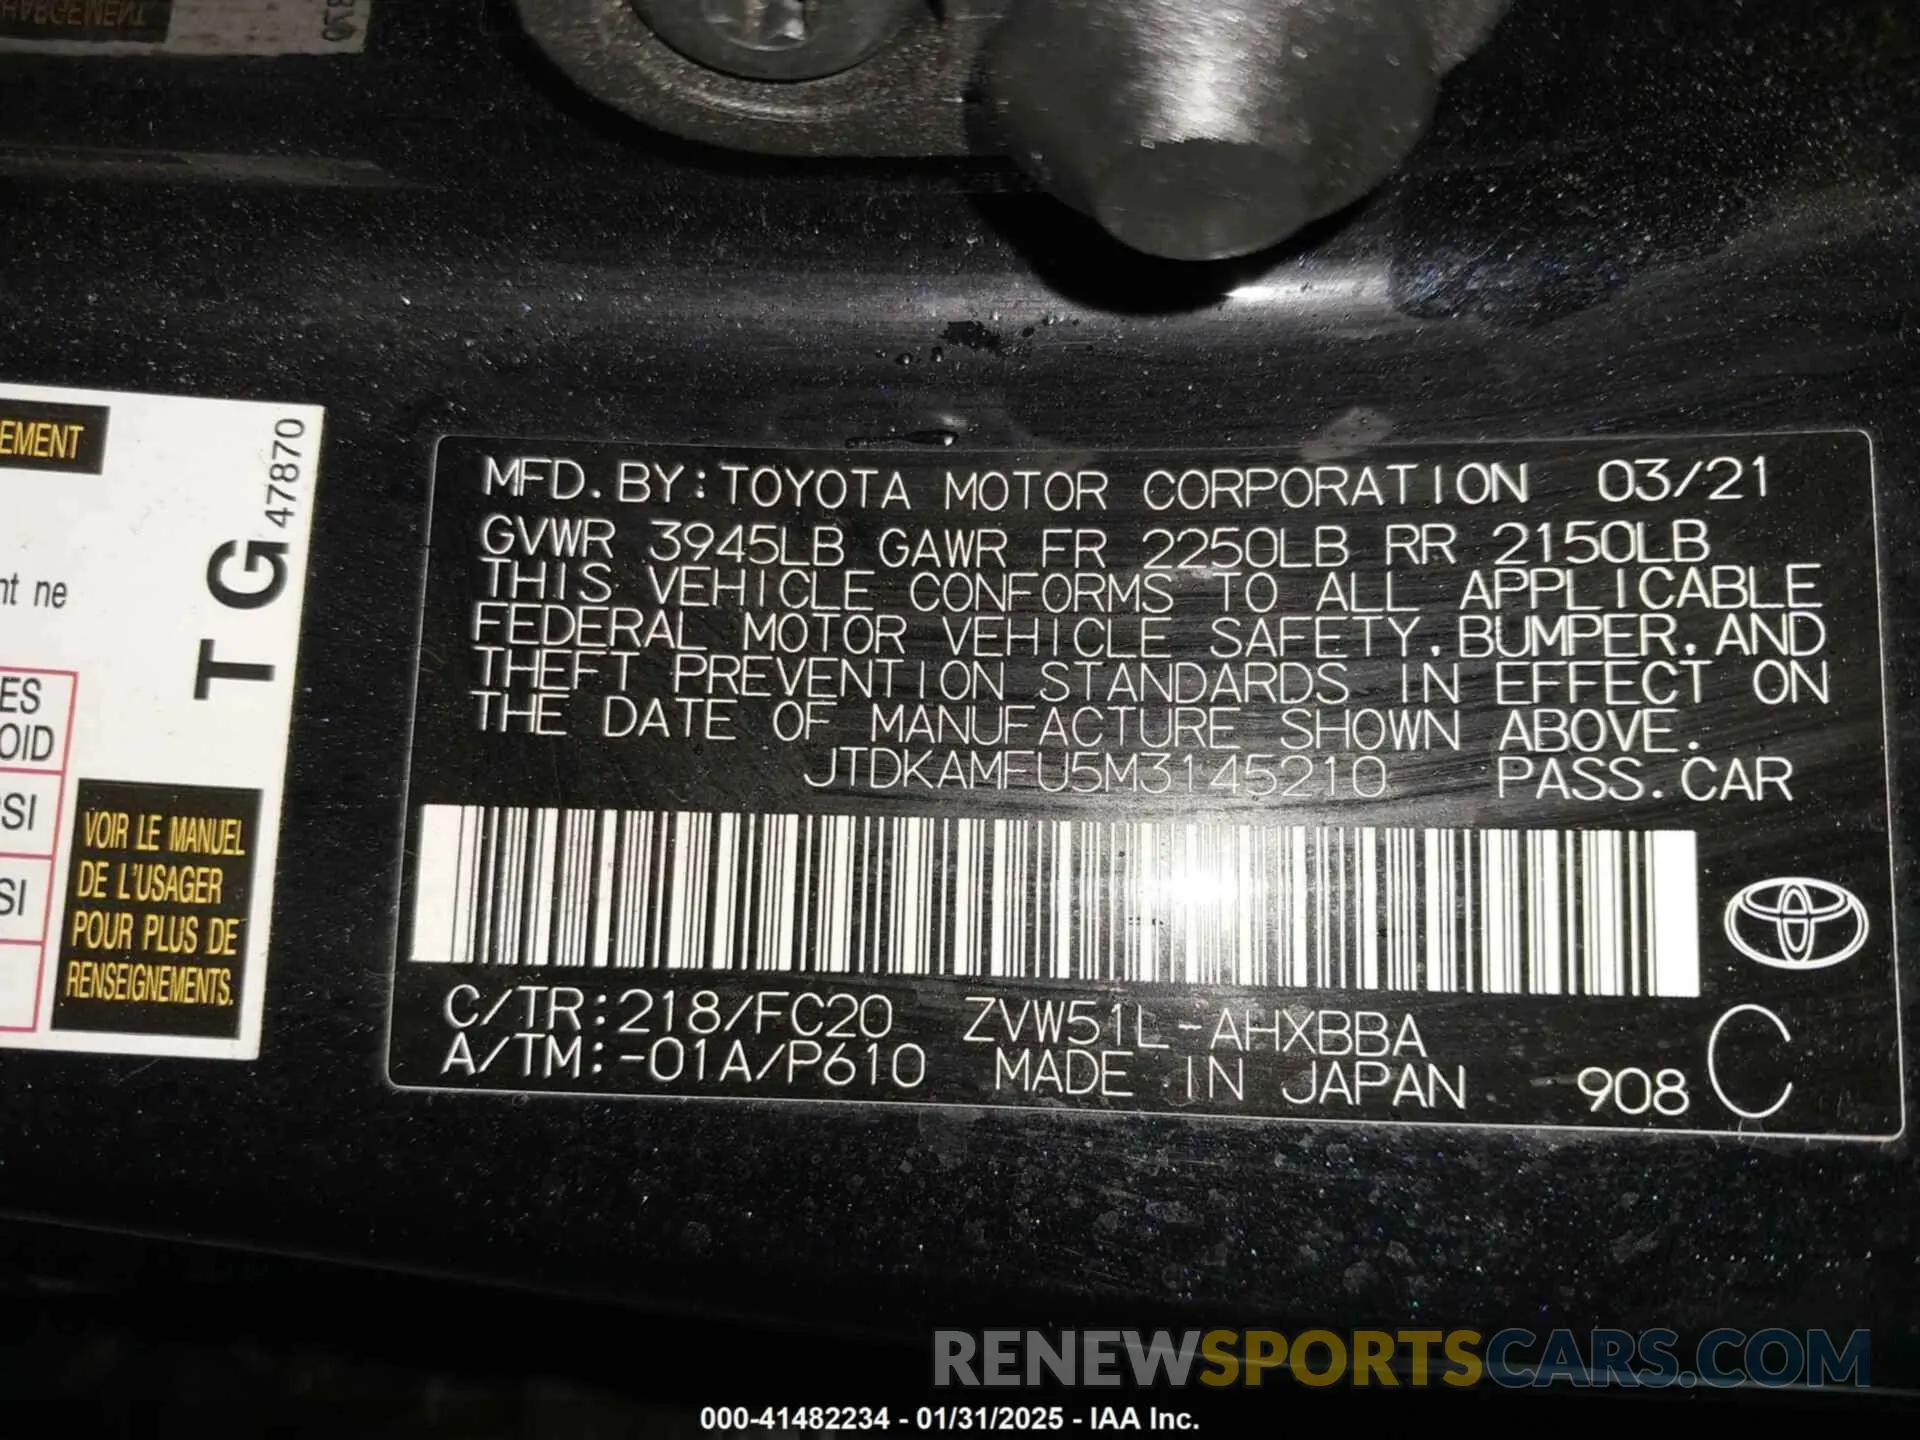 EMENT
TG 47870
nt ne
ES
OID
SI
SI
VOIR LE MANUEL
DE L'USAGER
POUR PLUS DE
RENSEIGNEMENTS.
MFD. BY: TOYOTA MOTOR CORPORATION 03/21
GVWR 3945LB GAWR FR 2250LB RR 2150LB
THIS VEHICLE CONFORMS TO ALL APPLICABLE
FEDERAL MOTOR VEHICLE SAFETY, BUMPER, AND
THEFT PREVENTION STANDARDS IN EFFECT ON
THE DATE OF MANUFACTURE SHOWN ABOVE.
JTDKAMFU5M3145210 PASS. CAR
C/TR:218/FC20 ZVW51L-AHXBBA
A/TM:-01A/P610 MADE IN JAPAN 908 C
RENEWSPORTSCARS.COM
000-41482234 - 01/31/2025 - IAA Inc.